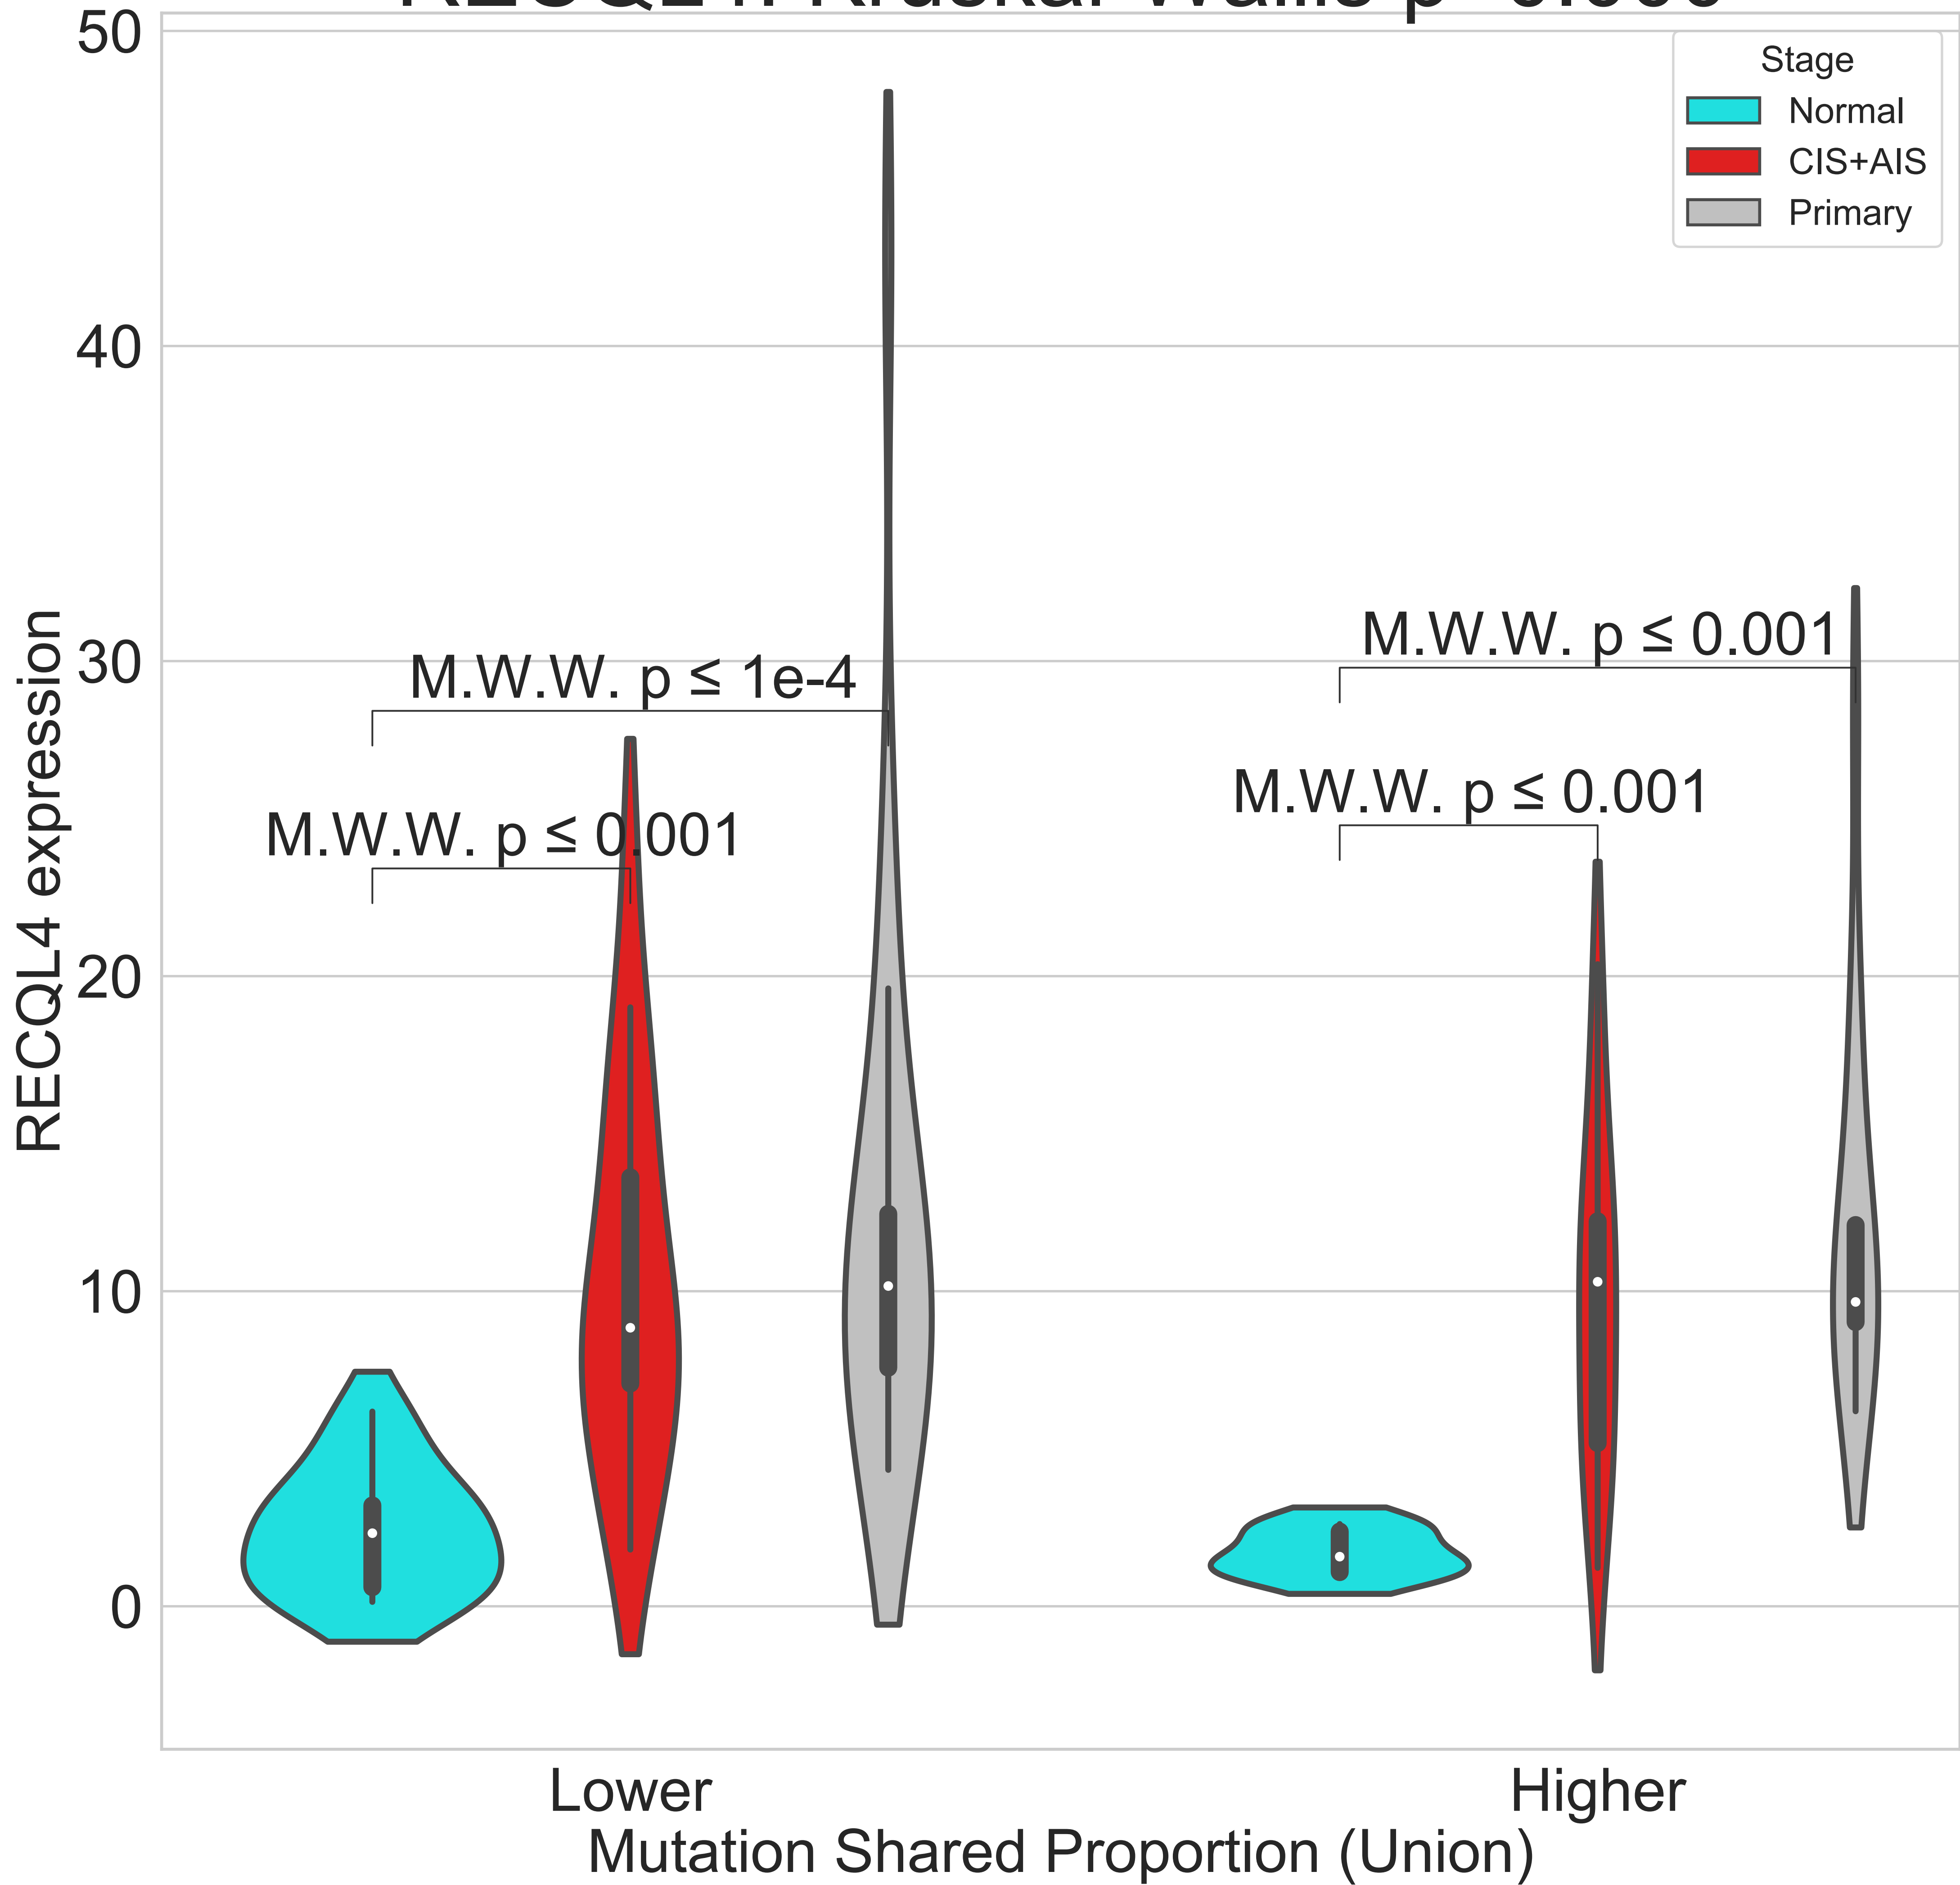 50
40
30
20
10
0
RECQL4 expression
Stage
Normal
CIS+AIS
Primary
M.W.W. p ≤ 1e-4
M.W.W. p ≤ 0.001
M.W.W. p ≤ 0.001
M.W.W. p ≤ 0.001
Lower
Higher
Mutation Shared Proportion (Union)